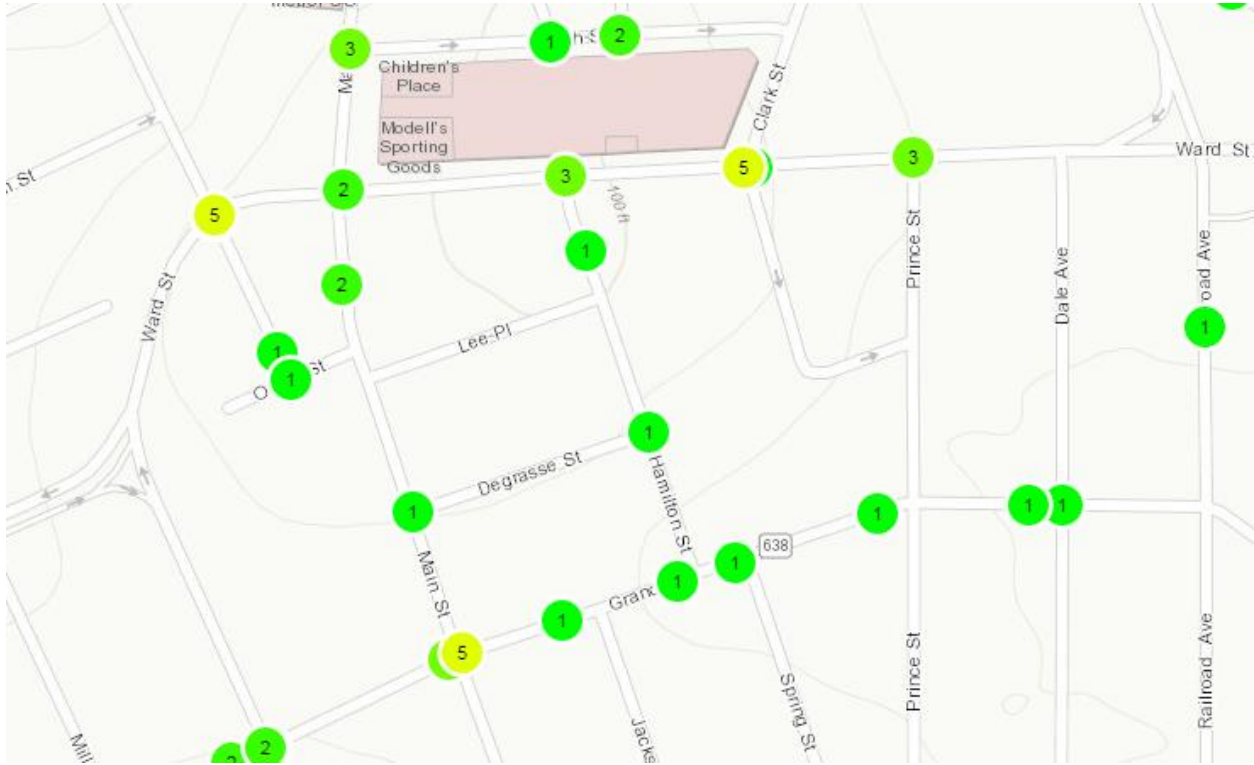 3
1
2
Children's
Place
Clark St
Modell's
Sporting
Goods
2
3
5
3
Ward St
5
100 ft
1
2
Ward St
Prince St
Dale Ave
1
1
1
Lee Pl
1
Degrasse St
Hamilton St
1
1
1
1
638
1
1
1
Main St
5
Prince St
Railroad Ave
Spring St
2